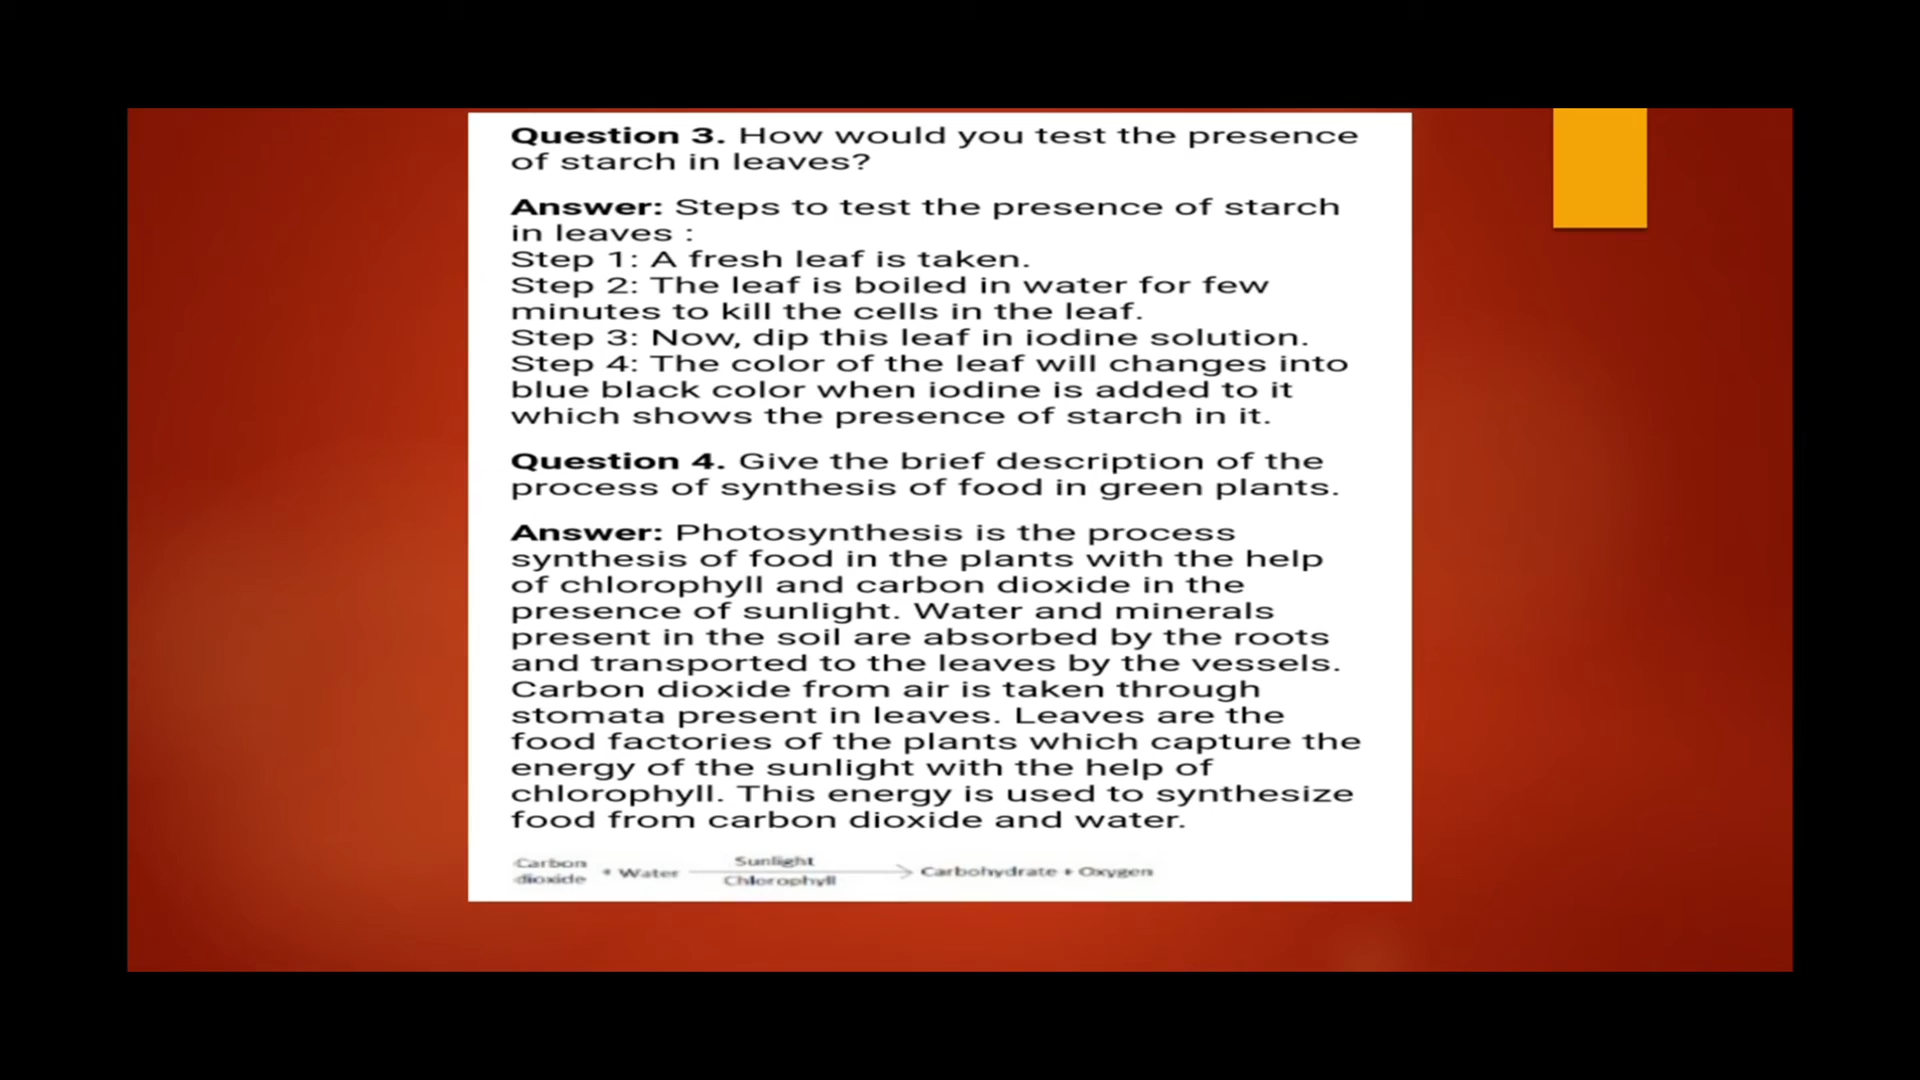 Question 3. How would you test the presence
of starch in leaves?
Answer: Steps to test the presence of starch
in leaves :
Step 1: A fresh leaf is taken.
Step 2: The leaf is boiled in water for few
minutes to kill the cells in the leaf.
Step 3: Now, dip this leaf in iodine solution.
Step 4: The color of the leaf will changes into
blue black color when iodine is added to it
which shows the presence of starch in it.
Question 4. Give the brief description of the
process of synthesis of food in green plants.
Answer: Photosynthesis is the process
synthesis of food in the plants with the help
of chlorophyll and carbon dioxide in the
presence of sunlight. Water and minerals
present in the soil are absorbed by the roots
and transported to the leaves by the vessels.
Carbon dioxide from air is taken through
stomata present in leaves. Leaves are the
food factories of the plants which capture the
energy of the sunlight with the help of
chlorophyll. This energy is used to synthesize
food from carbon dioxide and water.
Carbon dioxide + Water Sunlight Chlorophyll → Carbohydrate + Oxygen